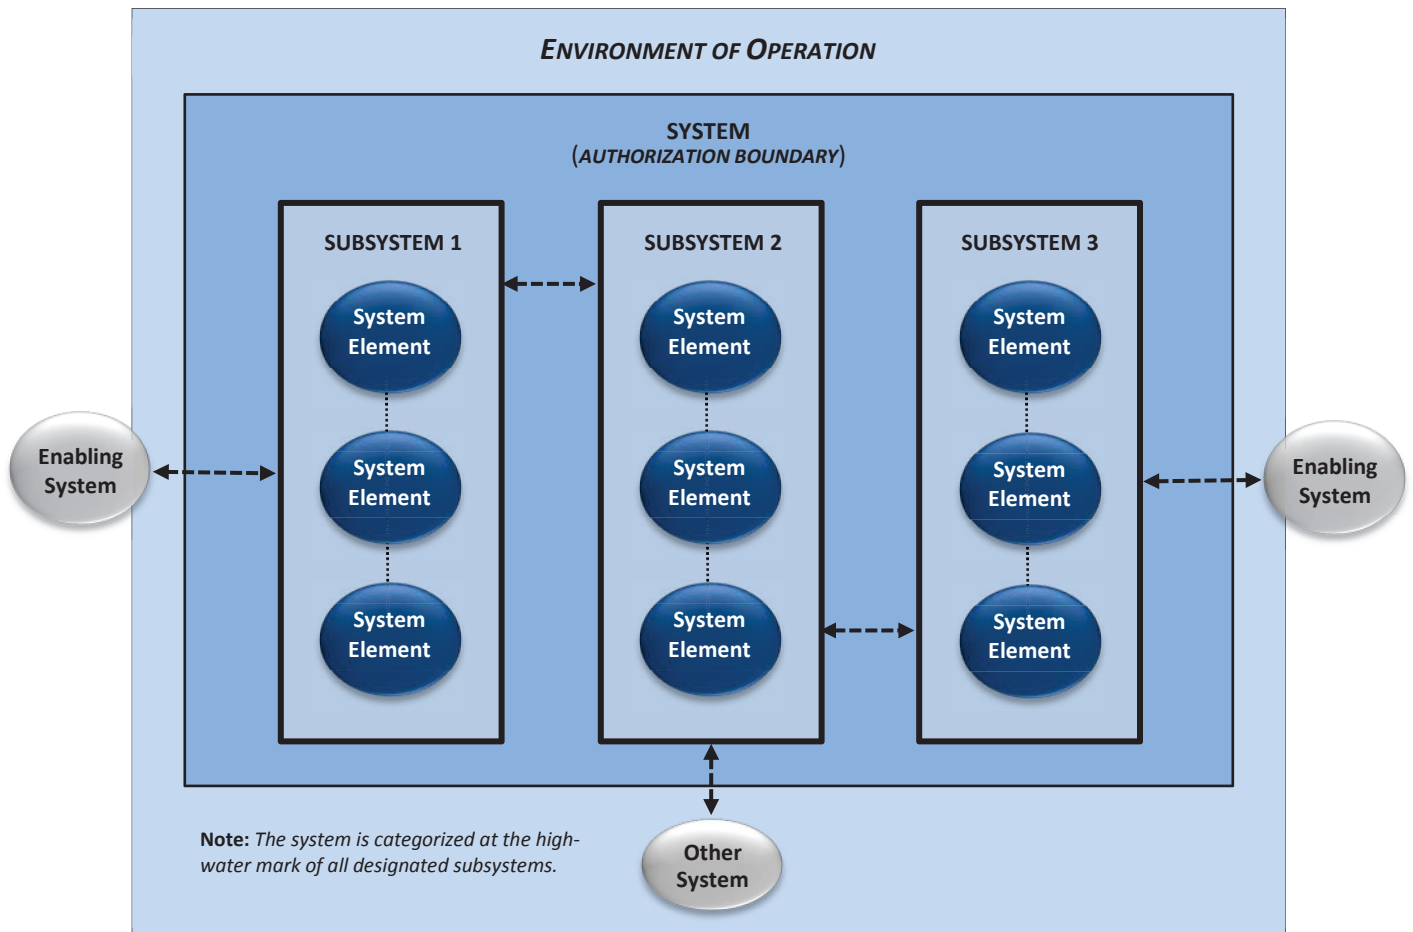 ENVIRONMENT OF OPERATION
SYSTEM
(AUTHORIZATION BOUNDARY)
SUBSYSTEM 1
System
Element
System
Element
System
Element
SUBSYSTEM 2
System
Element
System
Element
System
Element
SUBSYSTEM 3
System
Element
System
Element
System
Element
Enabling
System
Enabling
System
Note: The system is categorized at the high-
water mark of all designated subsystems.
Other
System